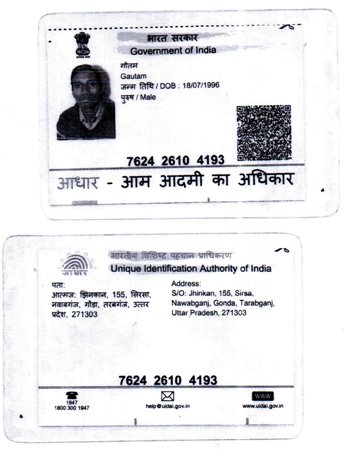 भारत सरकार
Government of India
गौतम
Gautam
जन्म तिथि / DOB : 18/07/1996
पुरुष / Male
7624 2610 4193
आधार - आम आदमी का अधिकार
भारतीय विशिष्ट पहचान प्राधिकरण
Unique Identification Authority of India
आधार
पता:
आत्मज: झिनकान, 155, सिरसा,
नवाबगंज, गोंडा, तरबगंज, उत्तर
प्रदेश, 271303
Address:
S/O: Jhinkan, 155, Sirsa,
Nawabganj, Gonda, Tarabganj,
Uttar Pradesh, 271303
7624 2610 4193
1947
1800 300 1947
help@uidai.gov.in
www
www.uidai.gov.in